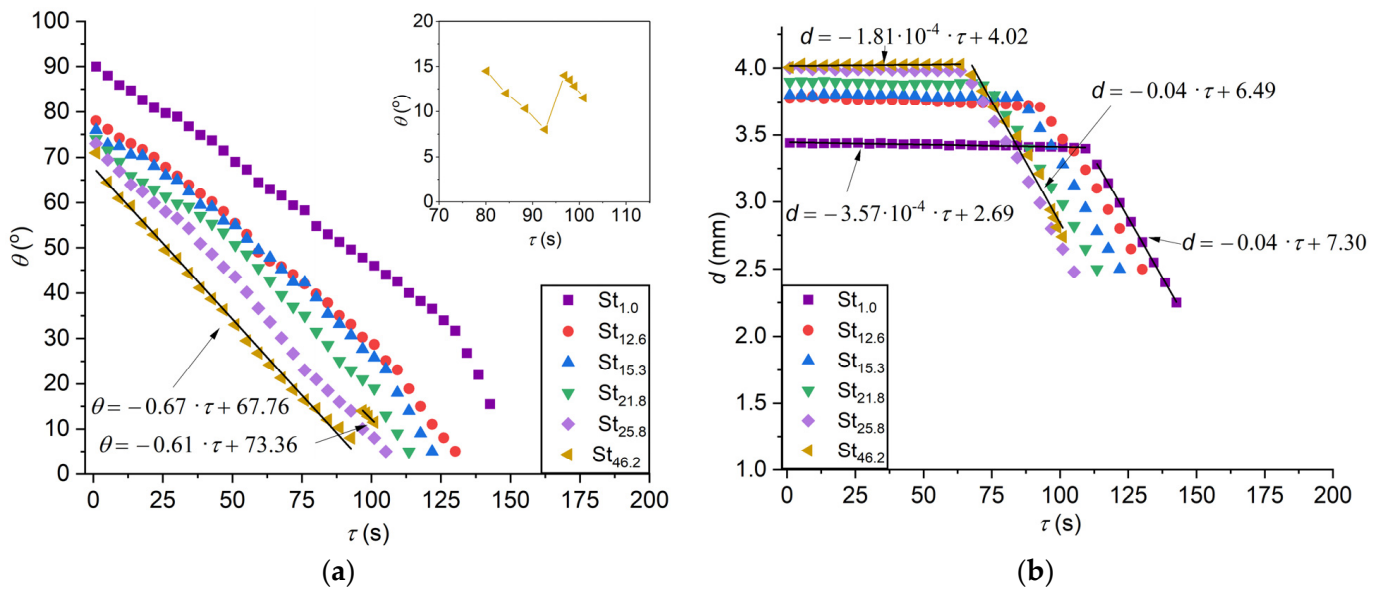 100
90
80
70
60
50
40
30
20
10
0
θ (°)
0
25
50
75
100
125
150
175
200
τ (s)
20
15
10
5
0
θ (°)
70
80
90
100
110
τ (s)
θ = −0.67 · τ + 67.76
θ = −0.61 · τ + 73.36
St1.0
St12.6
St15.3
St21.8
St25.8
St46.2
(a)
4.0
3.5
3.0
2.5
2.0
1.5
1.0
d (mm)
0
25
50
75
100
125
150
175
200
τ (s)
d = −1.81·10-4 · τ + 4.02
d = −0.04 · τ + 6.49
d = −3.57·10-4 · τ + 2.69
d = −0.04 · τ + 7.30
St1.0
St12.6
St15.3
St21.8
St25.8
St46.2
(b)